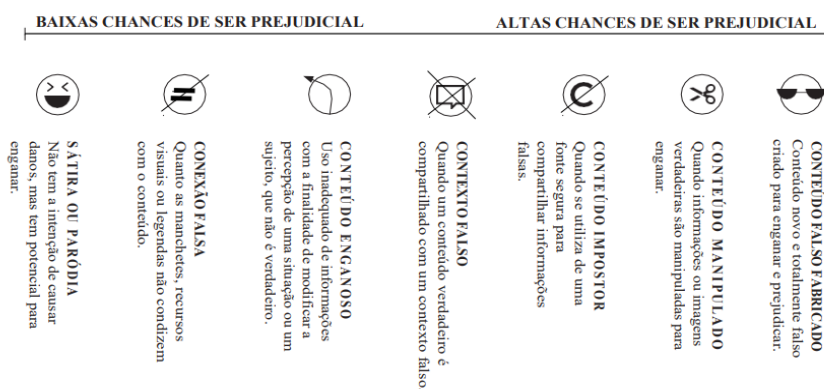 BAIXAS CHANCES DE SER PREJUDICIAL
ALTAS CHANCES DE SER PREJUDICIAL
SÁTIRA OU PARÓDIA
Não tem a intenção de causar
danos, mas tem potencial para
enganar.
CONEXÃO FALSA
Quanto as manchetes, recursos
visuais ou legendas não condizem
com o conteúdo.
CONTEÚDO ENGANOSO
Uso inadequado de informações
com a finalidade de modificar a
percepção de uma situação ou um
sujeito, que não é verdadeiro.
CONTEXTO FALSO
Quando um conteúdo verdadeiro é
compartilhado com um contexto falso
CONTEÚDO IMPOSTOR
Quando se utiliza de uma
fonte segura para
compartilhar informações
falsas.
CONTEÚDO MANIPULADO
Quando informações ou imagens
verdadeiras são manipuladas para
enganar.
CONTEÚDO FALSO FABRICADO
Conteúdo novo e totalmente falso
criado para enganar e prejudicar.